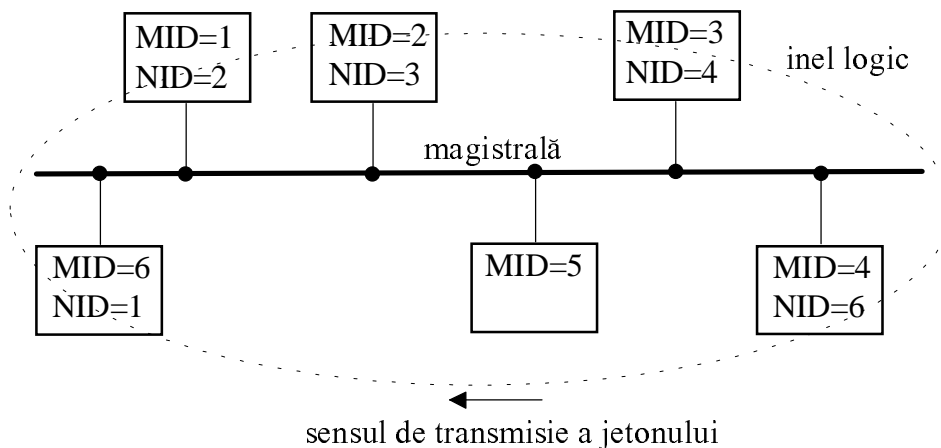 MID=1
NID=2
MID=2
NID=3
MID=3
NID=4
inel logic
magistrală
MID=6
NID=1
MID=5
MID=4
NID=6
sensul de transmisie a jetonului